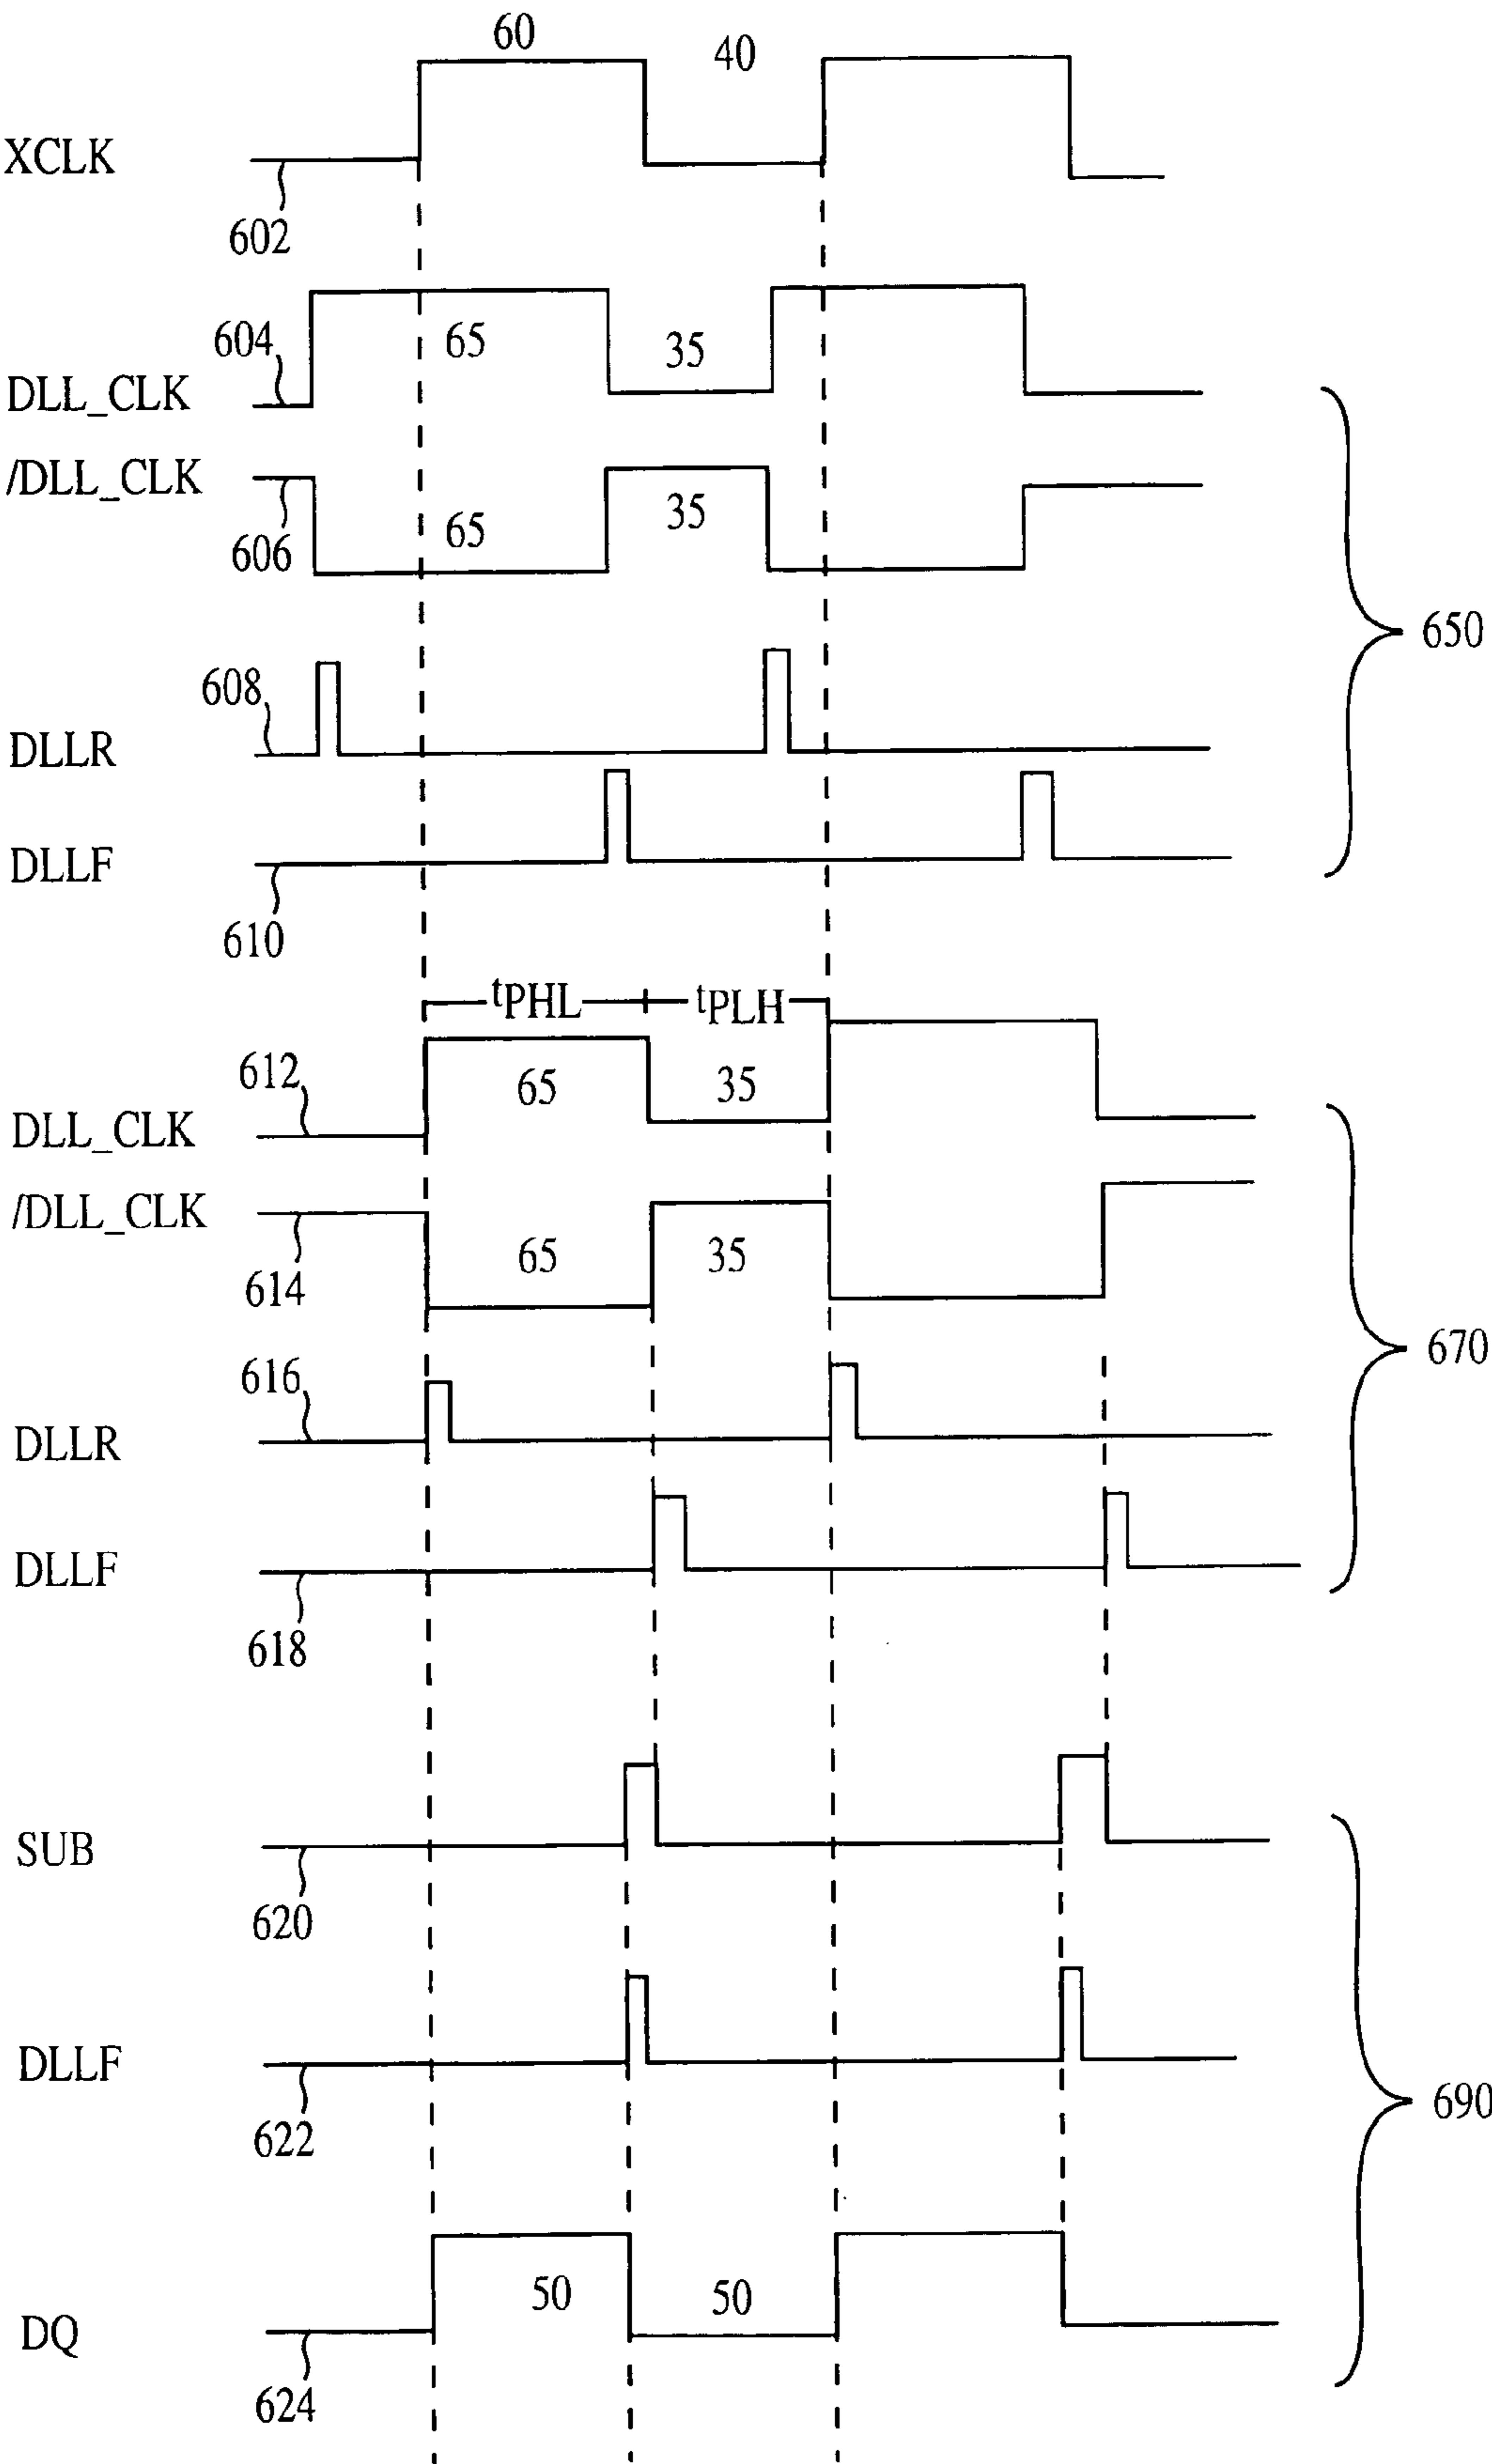 60
40
XCLK
602
604
65
35
DLL_CLK
/DLL_CLK
606
65
35
650
608
DLLR
DLLF
610
tPHL
tPLH
612
65
35
DLL_CLK
/DLL_CLK
614
65
35
670
616
DLLR
DLLF
618
SUB
620
DLLF
622
690
50
50
DQ
624